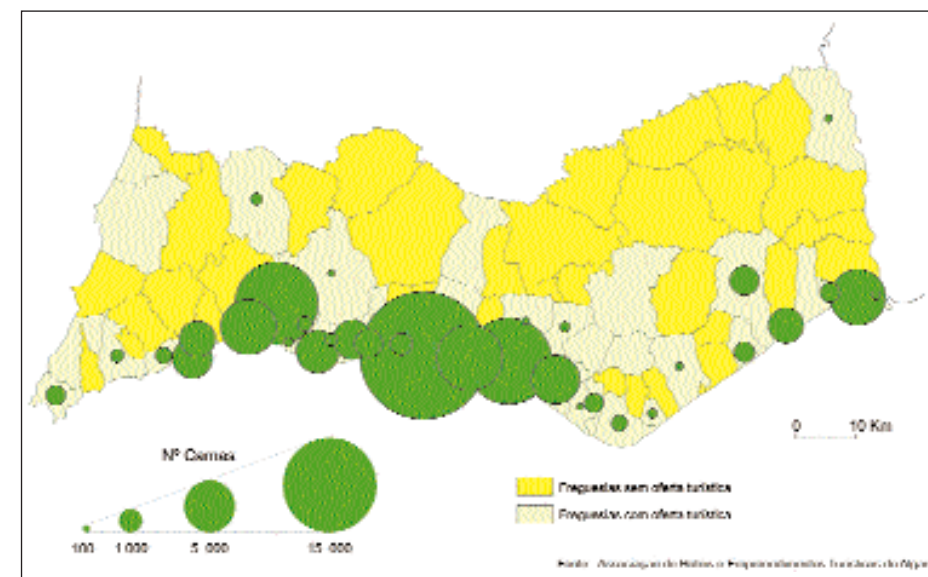 0 10 Km
Nº Camas
Freguesias sem oferta turística
Freguesias com oferta turística
100 1 000 5 000 15 000
Fonte: Associação de Hotéis e Empreendimentos Turísticos do Algar